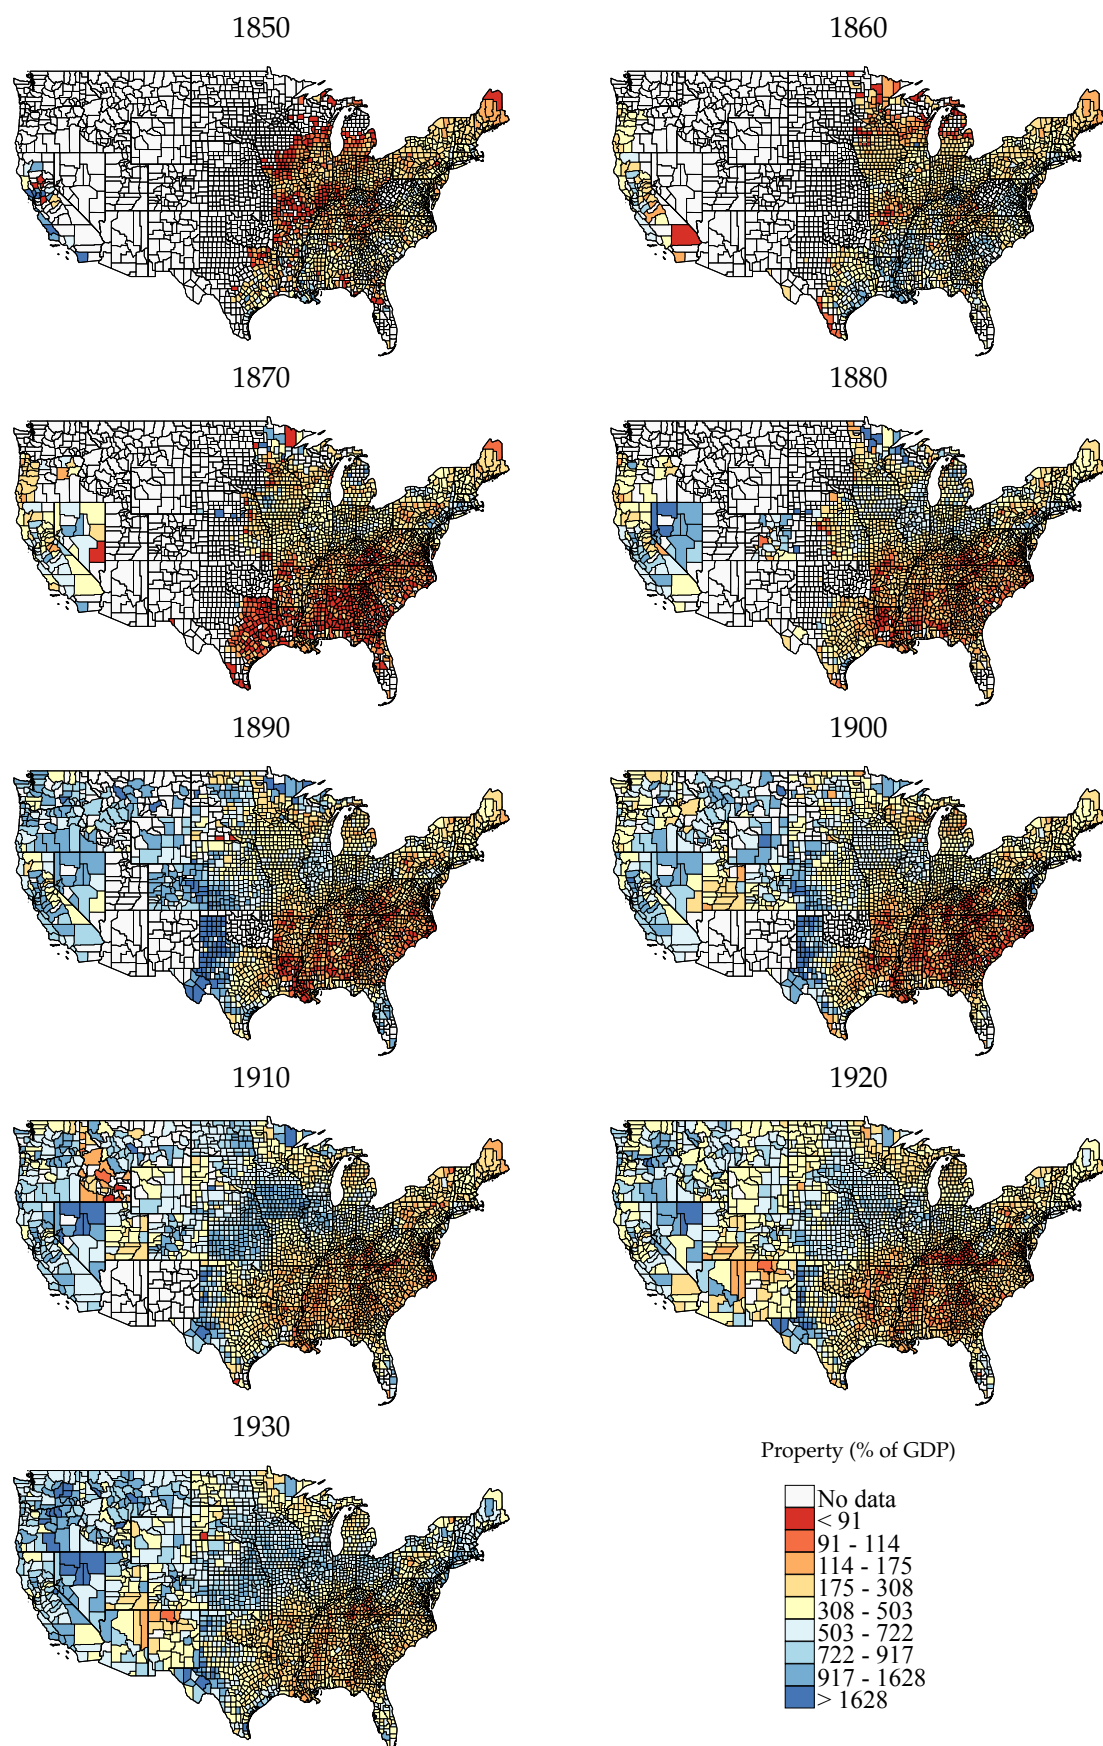 1850
1860
1870
1880
1890
1900
1910
1920
1930
Property (% of GDP)
No data
< 91
91 - 114
114 - 175
175 - 308
308 - 503
503 - 722
722 - 917
917 - 1628
> 1628